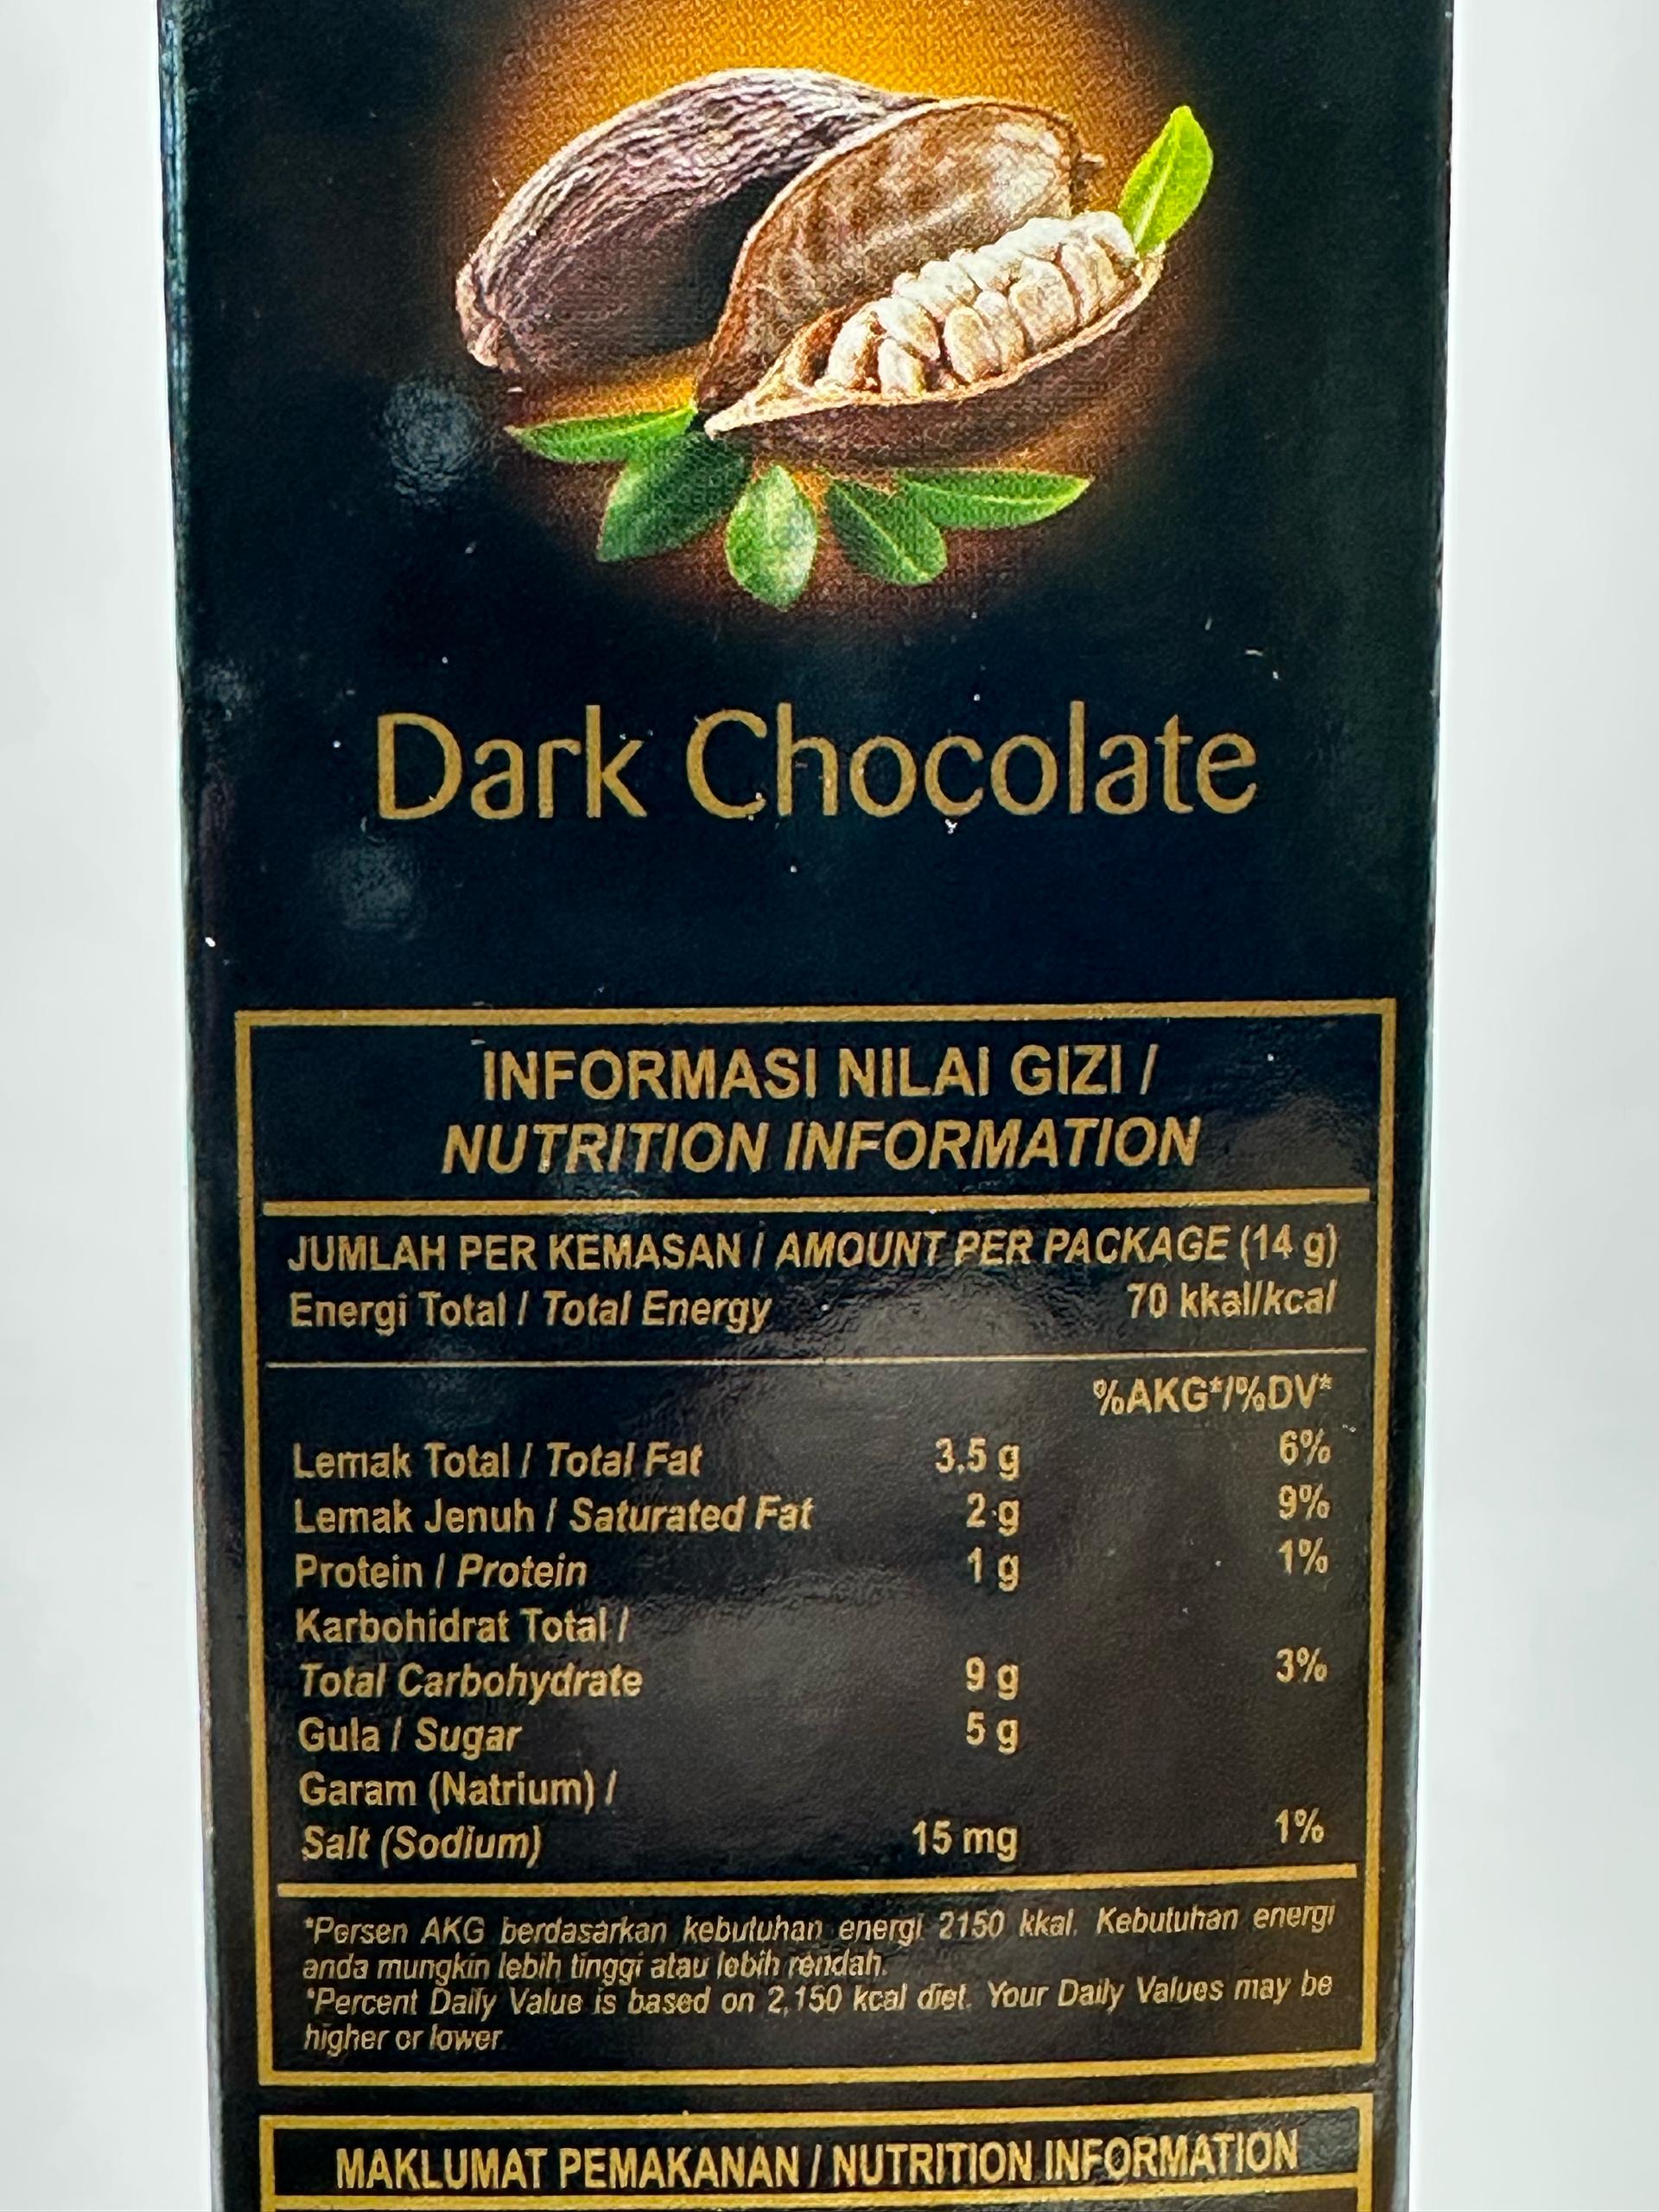 Dark Chocolate
INFORMASI NILAI GIZI /
NUTRITION INFORMATION
JUMLAH PER KEMASAN / AMOUNT PER PACKAGE (14 g)
Energi Total / Total Energy 70 kkal/kcal
%AKG*/%DV*
Lemak Total / Total Fat 3.5 g 6%
Lemak Jenuh / Saturated Fat 2 g 9%
Protein / Protein 1 g 1%
Karbohidrat Total /
Total Carbohydrate 9 g 3%
Gula / Sugar 5 g
Garam (Natrium) /
Salt (Sodium) 15 mg 1%
*Persen AKG berdasarkan kebutuhan energi 2150 kkal. Kebutuhan energi
anda mungkin lebih tinggi atau lebih rendah.
*Percent Daily Value is based on 2,150 kcal diet. Your Daily Values may be
higher or lower.
MAKLUMAT PEMAKANAN / NUTRITION INFORMATION